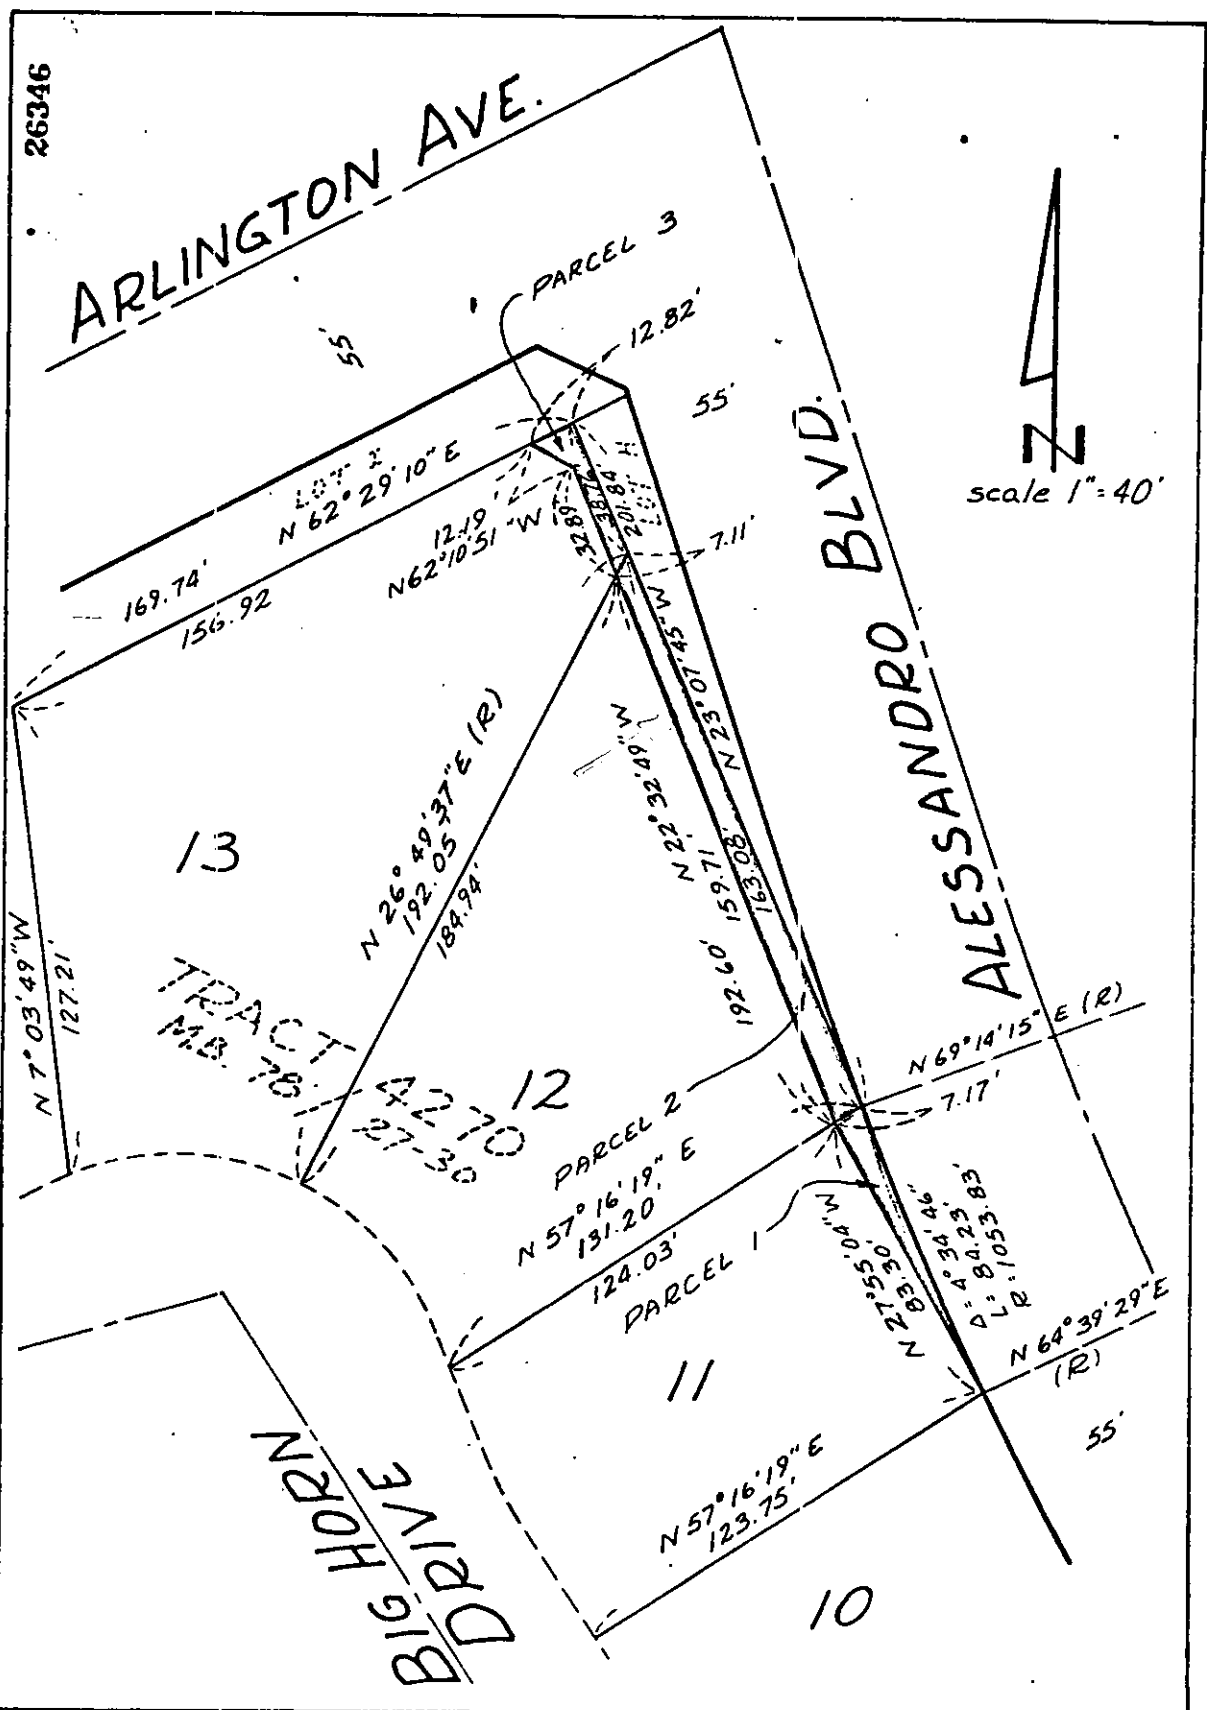 26346
ARLINGTON AVE.
55'
PARCEL 3
12.82'
55'
LOT I
N 62° 29' 10" E
169.74'
156.92
12.19
N 62° 10' 51" W
32.89
38.76
201.84
LOT H
7.11'
N
scale 1"=40'
ALESSANDRO BLVD.
N 23° 07' 45" W
163.08'
N 22° 32' 49" W
159.71'
192.60'
N 26° 49' 37" E (R)
192.05
184.94'
13
N 7° 03' 49" W
127.21'
TRACT 4270
M.B. 78 27-30
12
PARCEL 2
N 57° 16' 19" E
131.20'
124.03'
PARCEL 1
N 69° 14' 15" E (R)
7.17'
N 27° 55' 04" W
83.30'
Δ = 4° 34' 46"
L = 84.23'
R = 1053.83'
N 64° 39' 29" E
(R)
55'
11
N 57° 16' 19" E
123.75'
10
BIG HORN
DRIVE